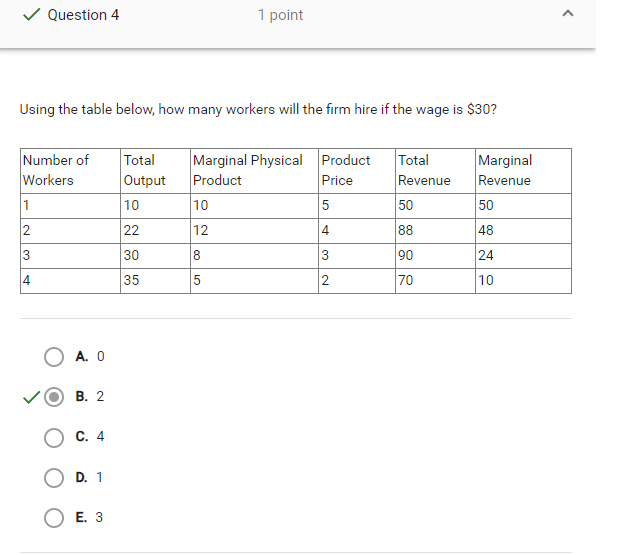 Question 4 1 point
Using the table below, how many workers will the firm hire if the wage is $30?
Number of Workers Total Output Marginal Physical Product Product Price Total Revenue Marginal Revenue
1 10 10 5 50 50
2 22 12 4 88 48
3 30 8 3 90 24
4 35 5 2 70 10
A. 0
B. 2
C. 4
D. 1
E. 3